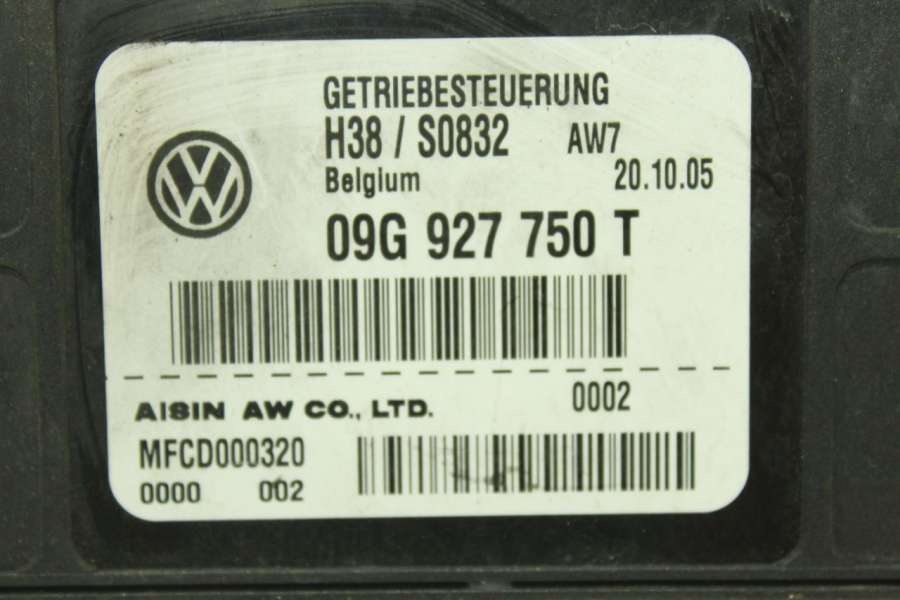 GETRIEBESTEUERUNG
H38 / S0832 AW7
Belgium 20.10.05
09G 927 750 T
AISIN AW CO., LTD. 0002
MFCD000320
0000 002